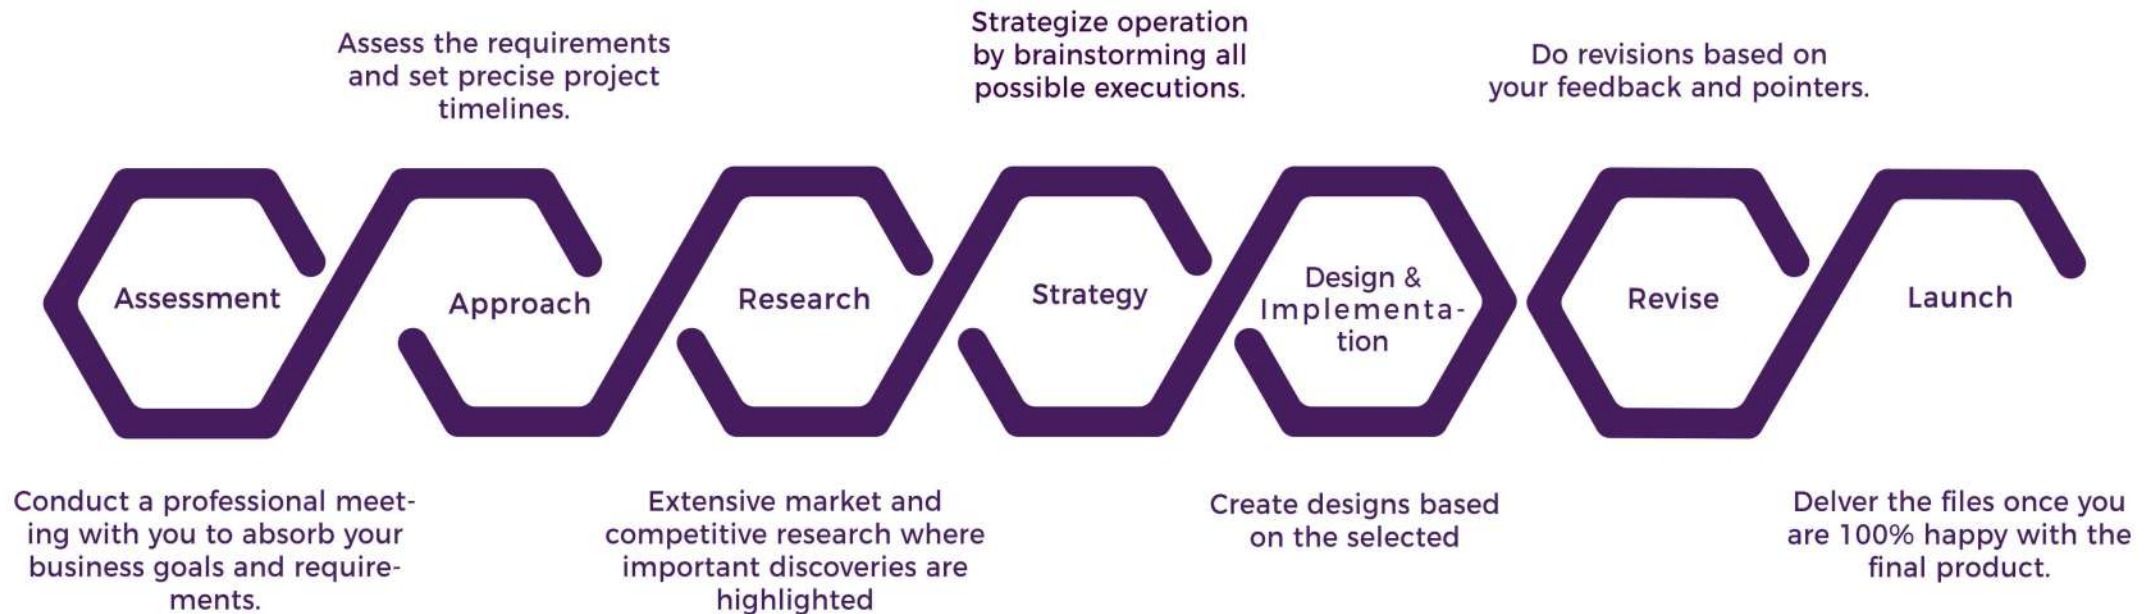 Assess the requirements
and set precise project
timelines.
Strategize operation
by brainstorming all
possible executions.
Do revisions based on
your feedback and pointers.
Assessment
Approach
Research
Strategy
Design &
Implementa-
tion
Revise
Launch
Conduct a professional meet-
ing with you to absorb your
business goals and require-
ments.
Extensive market and
competitive research where
important discoveries are
highlighted
Create designs based
on the selected
Delver the files once you
are 100% happy with the
final product.